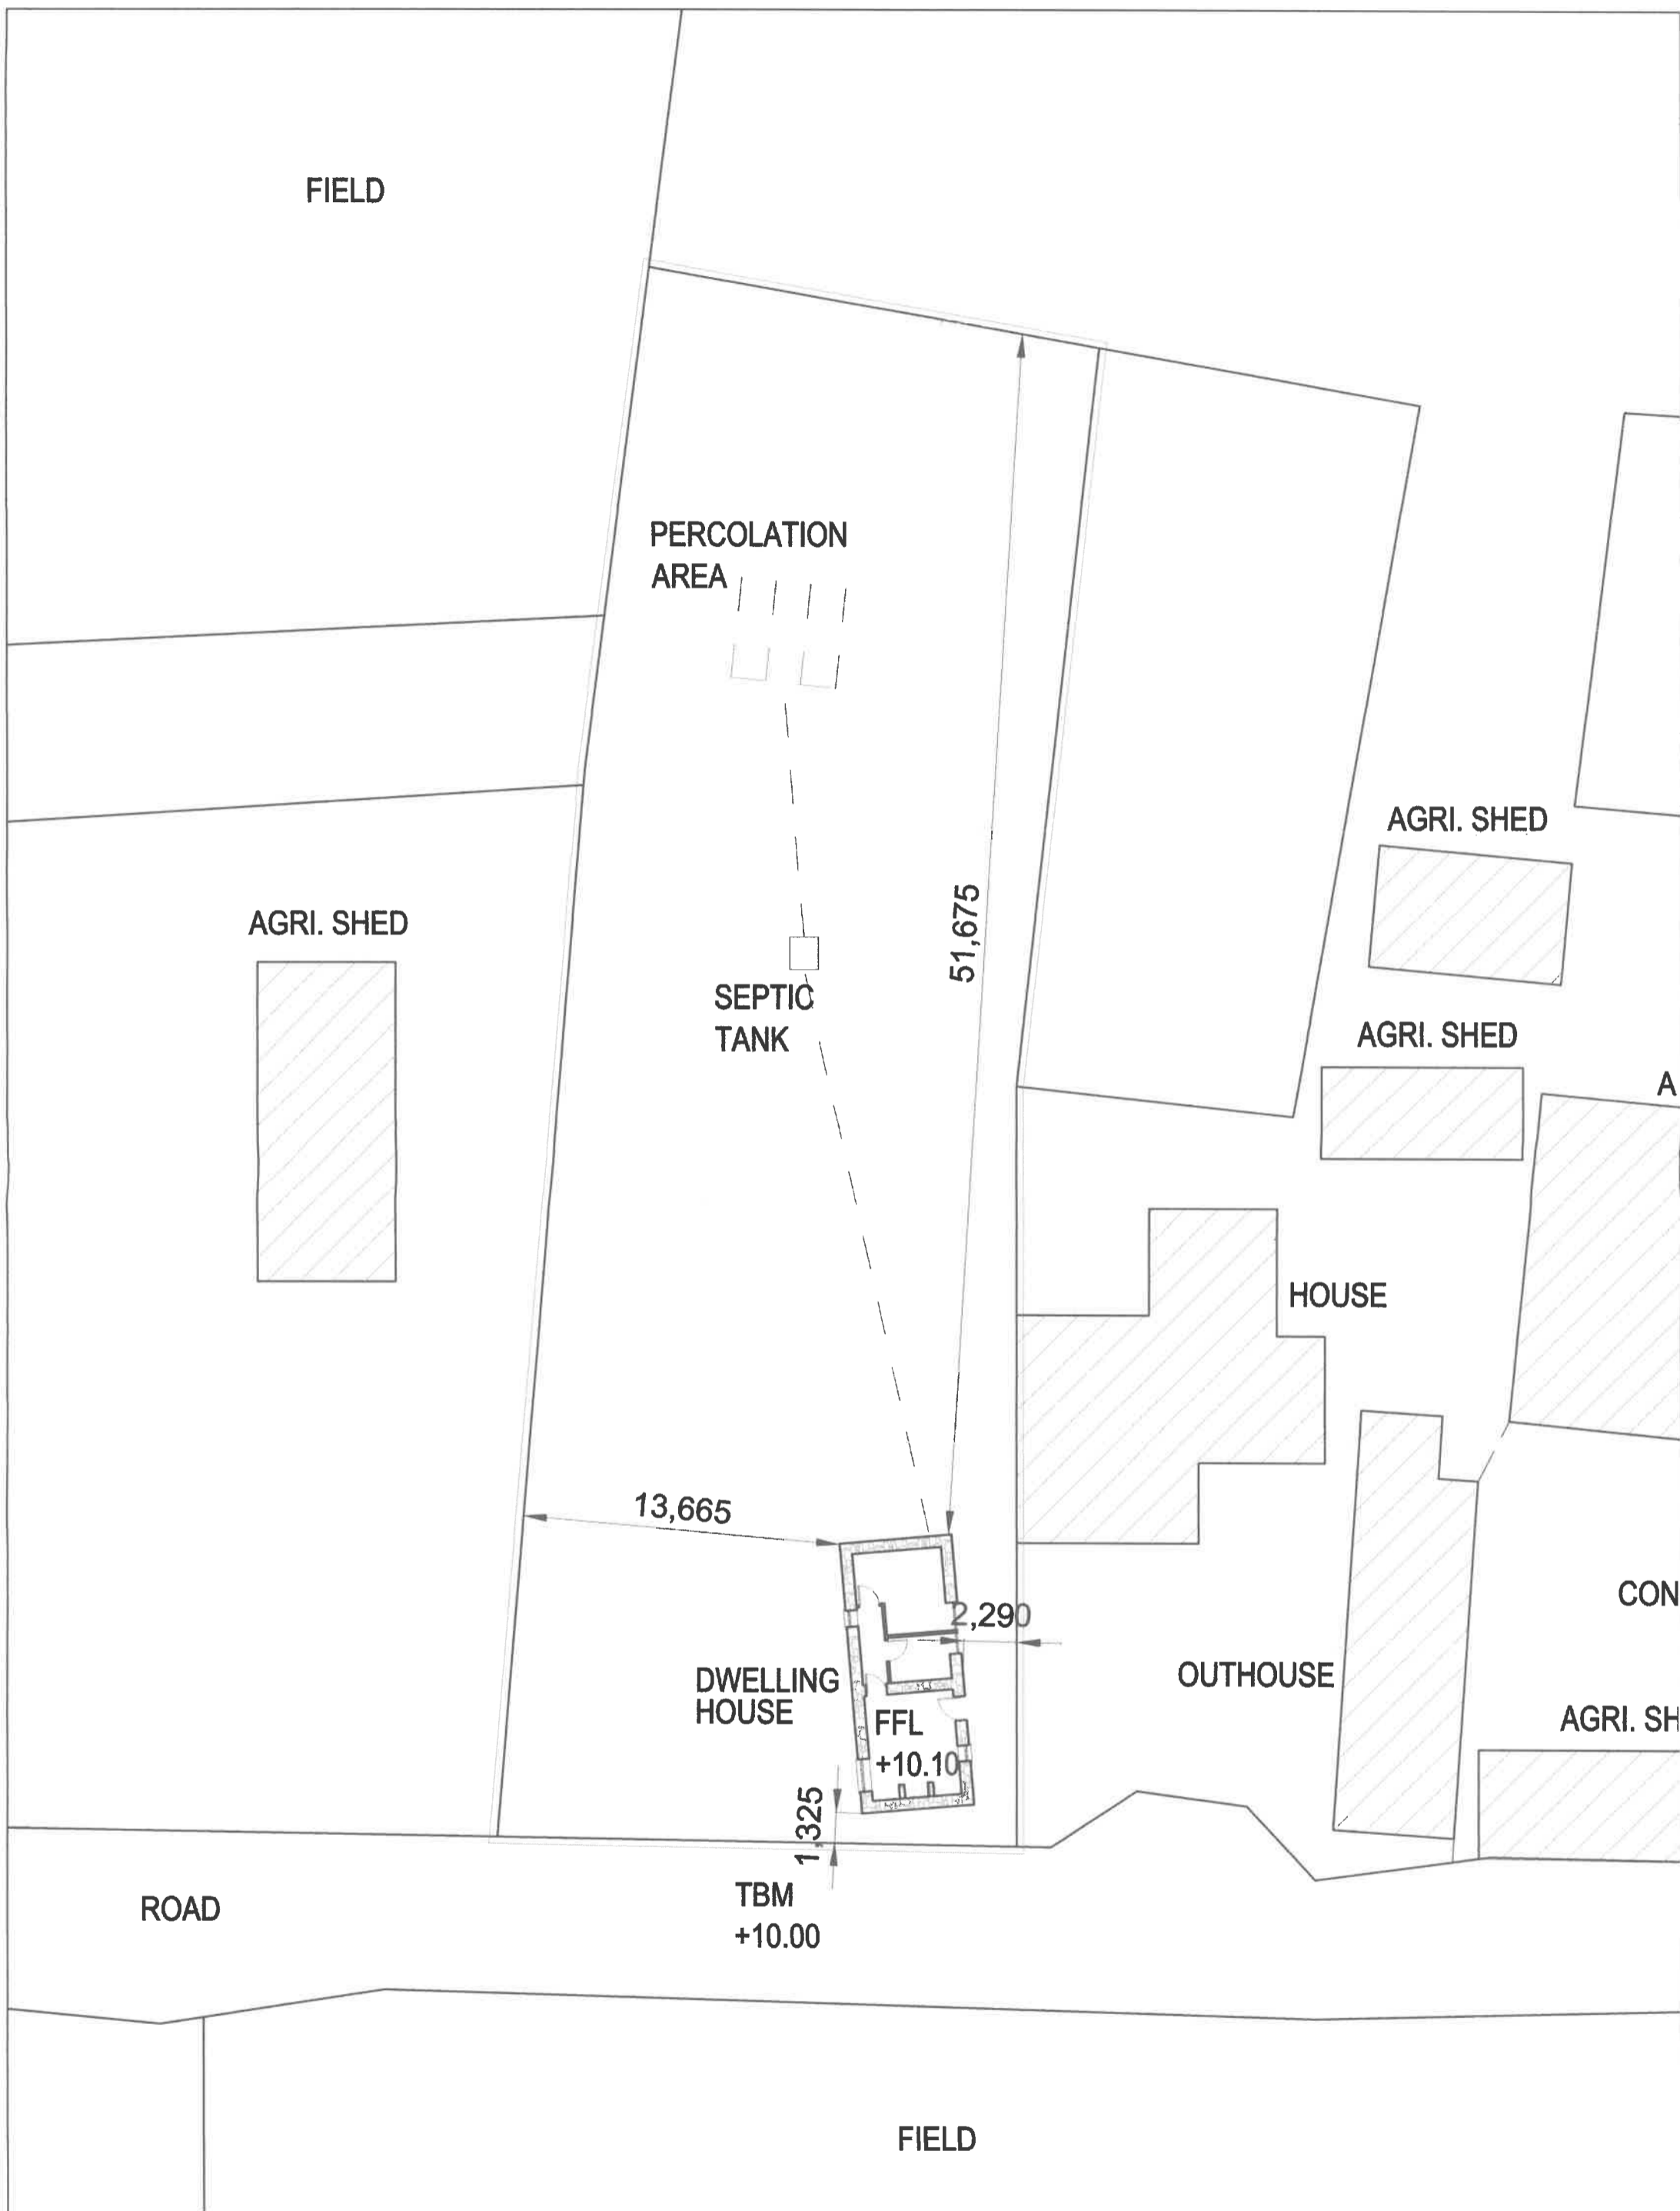 FIELD
PERCOLATION
AREA
AGRI. SHED
AGRI. SHED
51,675
SEPTIC
TANK
AGRI. SHED
A
HOUSE
13,665
CON
2,290
DWELLING
HOUSE
OUTHOUSE
FFL
+10.10
AGRI. SH
1,325
TBM
+10.00
ROAD
FIELD